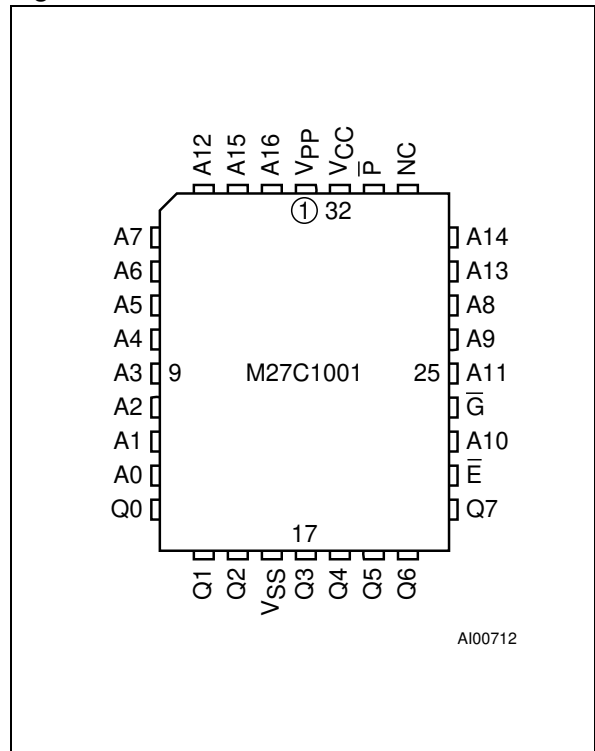 A12 A15 A16 VPP VCC P̅ NC
① 32
A7 A14
A6 A13
A5 A8
A4 A9
A3 9 M27C1001 25 A11
A2 G̅
A1 A10
A0 E̅
Q0 Q7
17
Q1 Q2 VSS Q3 Q4 Q5 Q6
AI00712